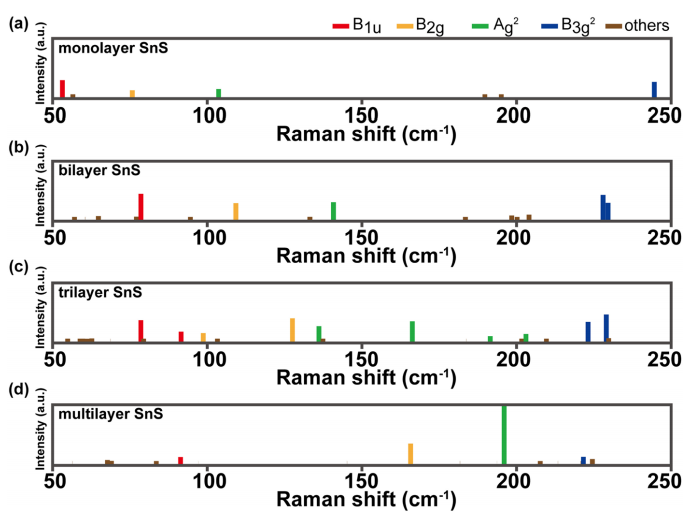 (a) B1u B2g Ag² B3g² others
monolayer SnS
Intensity (a.u.)
50 100 150 200 250
Raman shift (cm⁻¹)
(b)
bilayer SnS
Intensity (a.u.)
50 100 150 200 250
Raman shift (cm⁻¹)
(c)
trilayer SnS
Intensity (a.u.)
50 100 150 200 250
Raman shift (cm⁻¹)
(d)
multilayer SnS
Intensity (a.u.)
50 100 150 200 250
Raman shift (cm⁻¹)